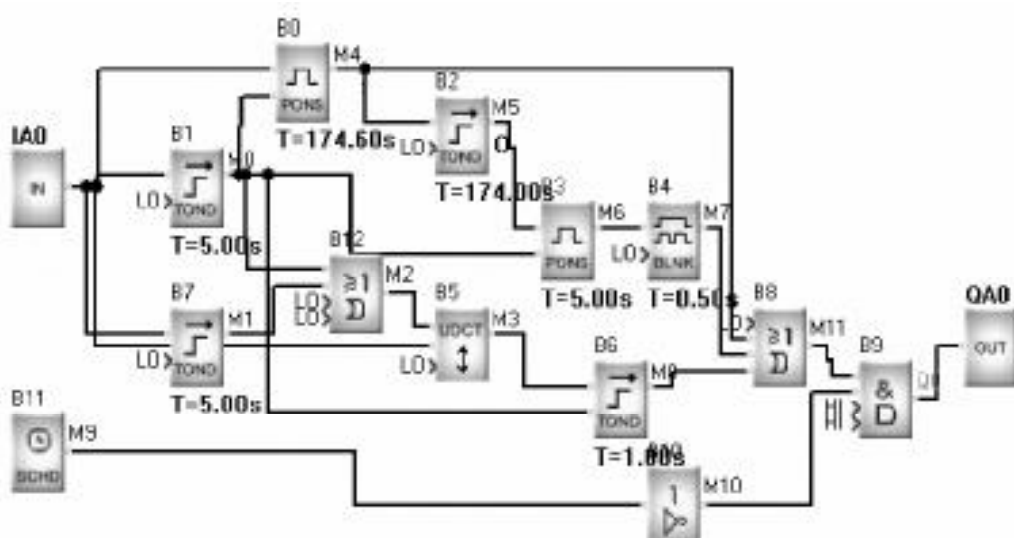 B0
M4
PONS
T=174.60s
B2
M5
LO
TOND
T=174.00s
IA0
IN
B1
LO
TOND
T=5.00s
B3
M6
PONS
T=5.00s
B4
M7
LO
BLNK
T=0.50s
B12
M2
≥1
LO
LO
B7
M1
LO
TOND
T=5.00s
B5
M3
UDCT
LO
B6
TOND
T=1.00s
B8
M11
≥1
B9
&
HI
HI
QA0
OUT
B11
M9
SCHD
1
M10